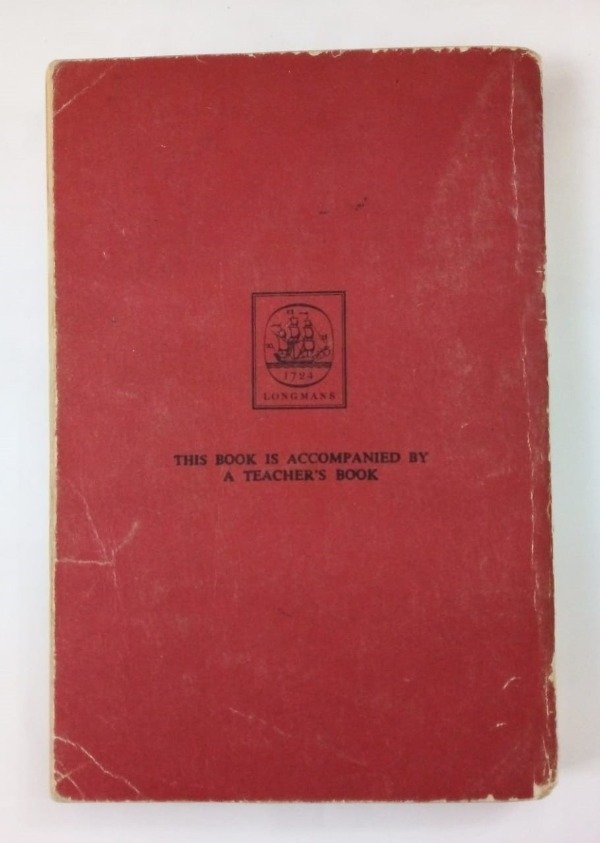 1724
LONGMANS
THIS BOOK IS ACCOMPANIED BY
A TEACHER'S BOOK